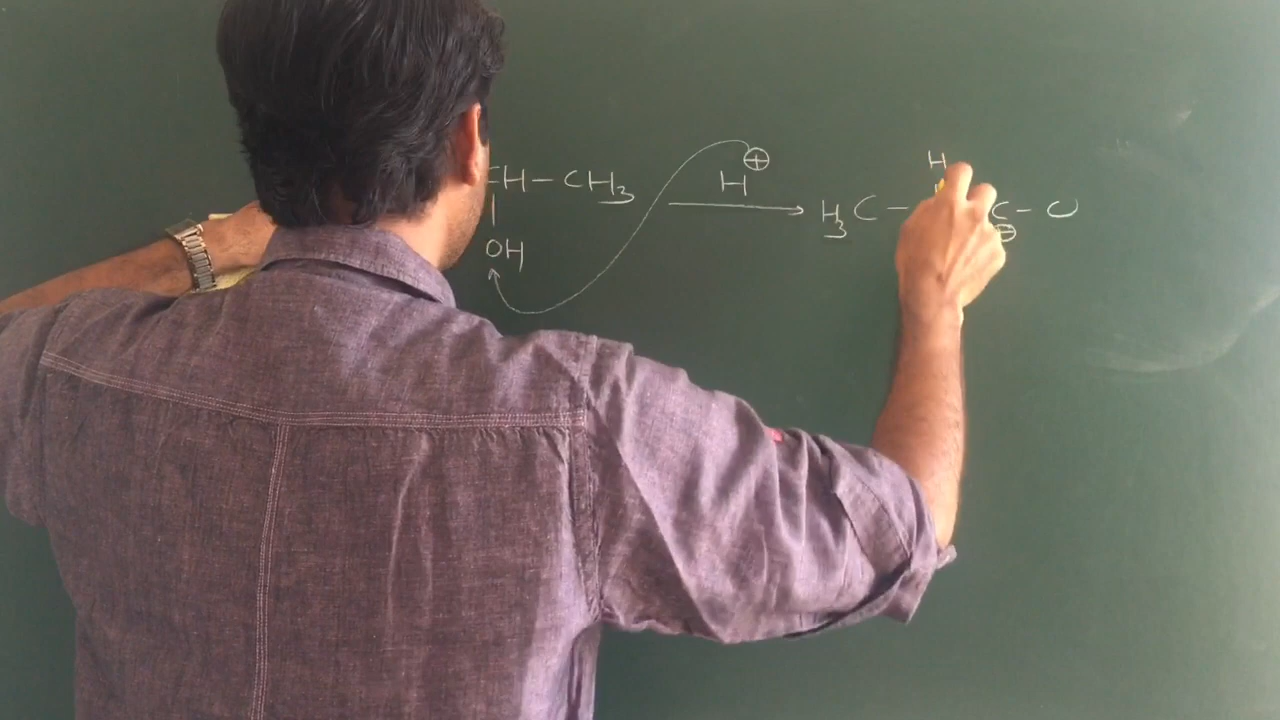 CH – CH₃ H⊕ → H₃C – C – C
OH
H
⊕